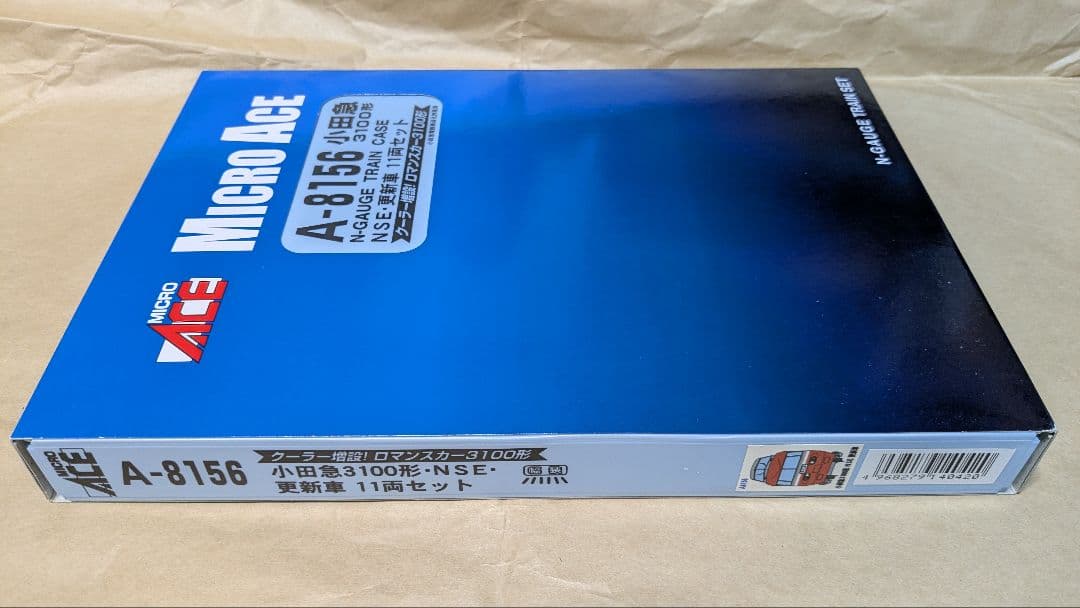 MICRO ACE
MICRO
ACE
A-8156 小田急
3100形
N-GAUGE TRAIN CASE
NSE・更新車 11両セット
クーラー増設! ロマンスカー3100形
N-GAUGE TRAIN SET
MICRO
ACE
A-8156
クーラー増設! ロマンスカー3100形
小田急3100形・NSE・
更新車 11両セット
A8156
4 968279 140420